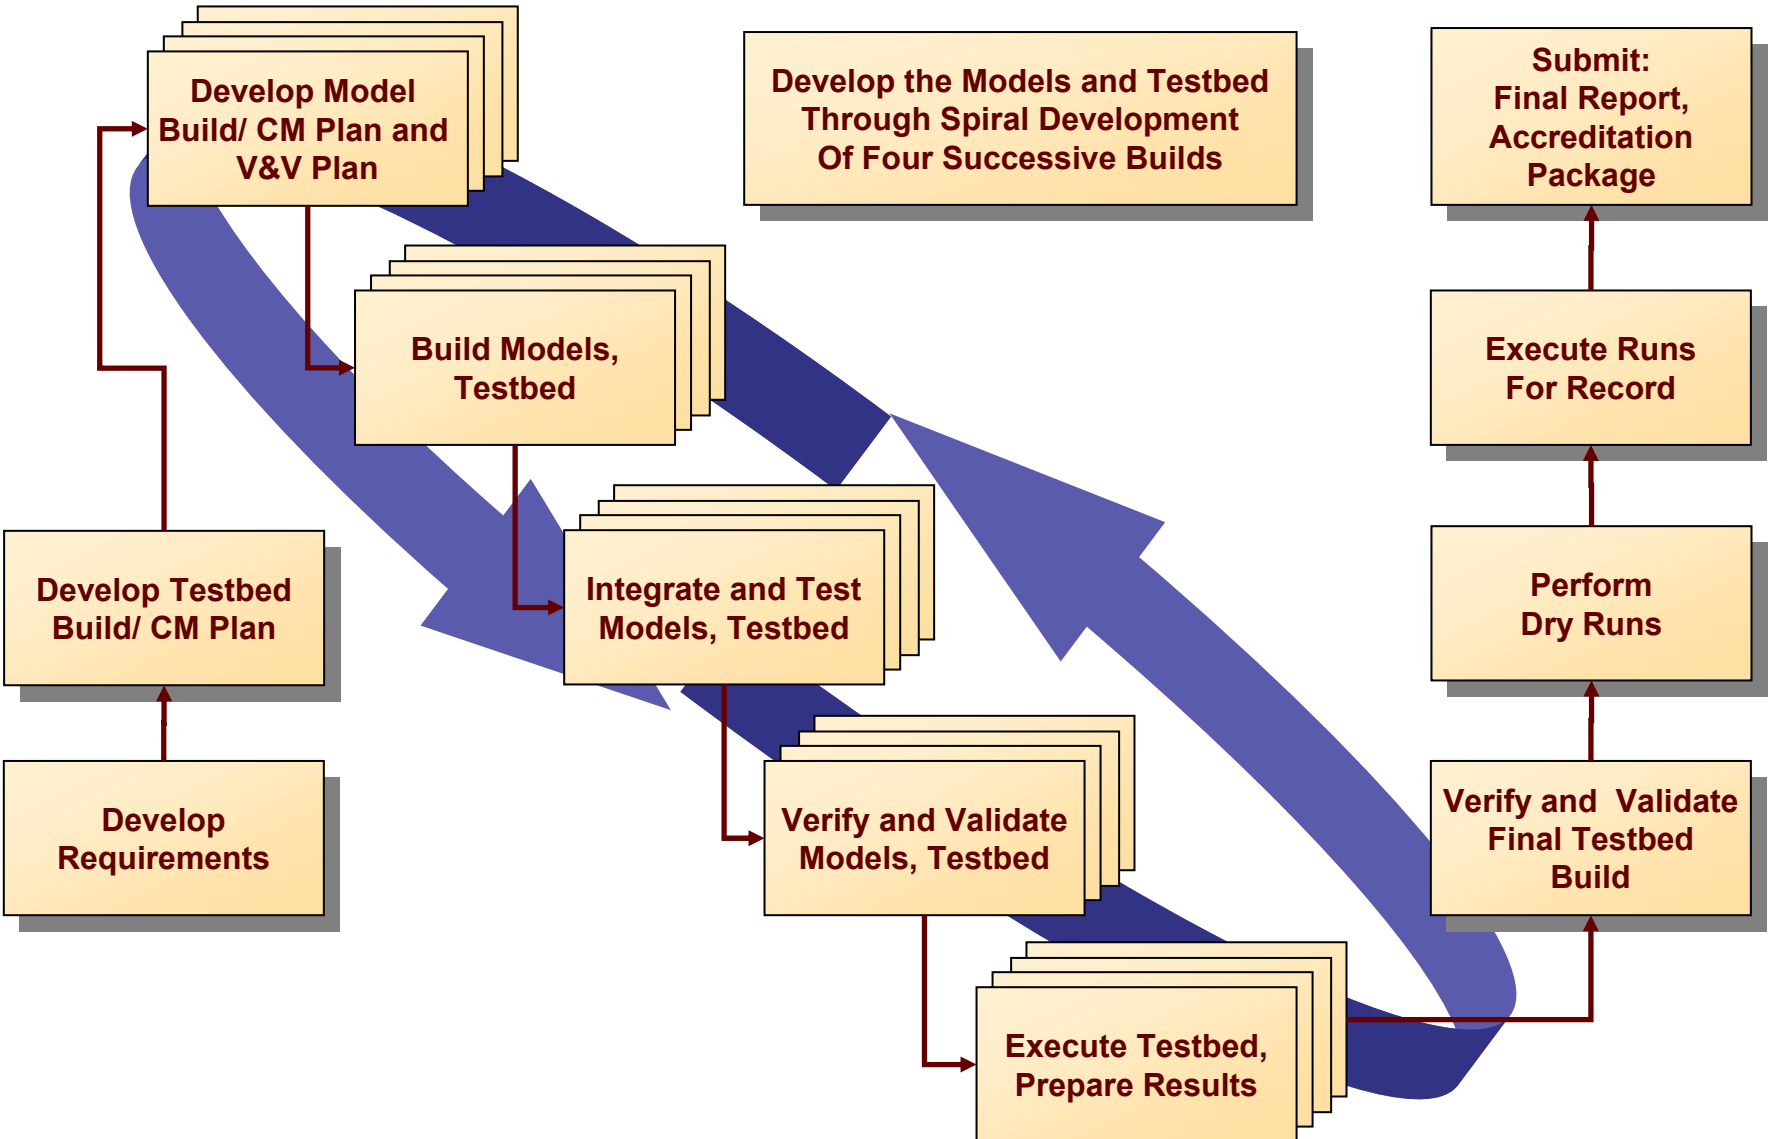 Develop Model
Build/ CM Plan and
V&V Plan
Develop the Models and Testbed
Through Spiral Development
Of Four Successive Builds
Submit:
Final Report,
Accreditation
Package
Build Models,
Testbed
Execute Runs
For Record
Develop Testbed
Build/ CM Plan
Integrate and Test
Models, Testbed
Perform
Dry Runs
Develop
Requirements
Verify and Validate
Models, Testbed
Verify and  Validate
Final Testbed
Build
Execute Testbed,
Prepare Results